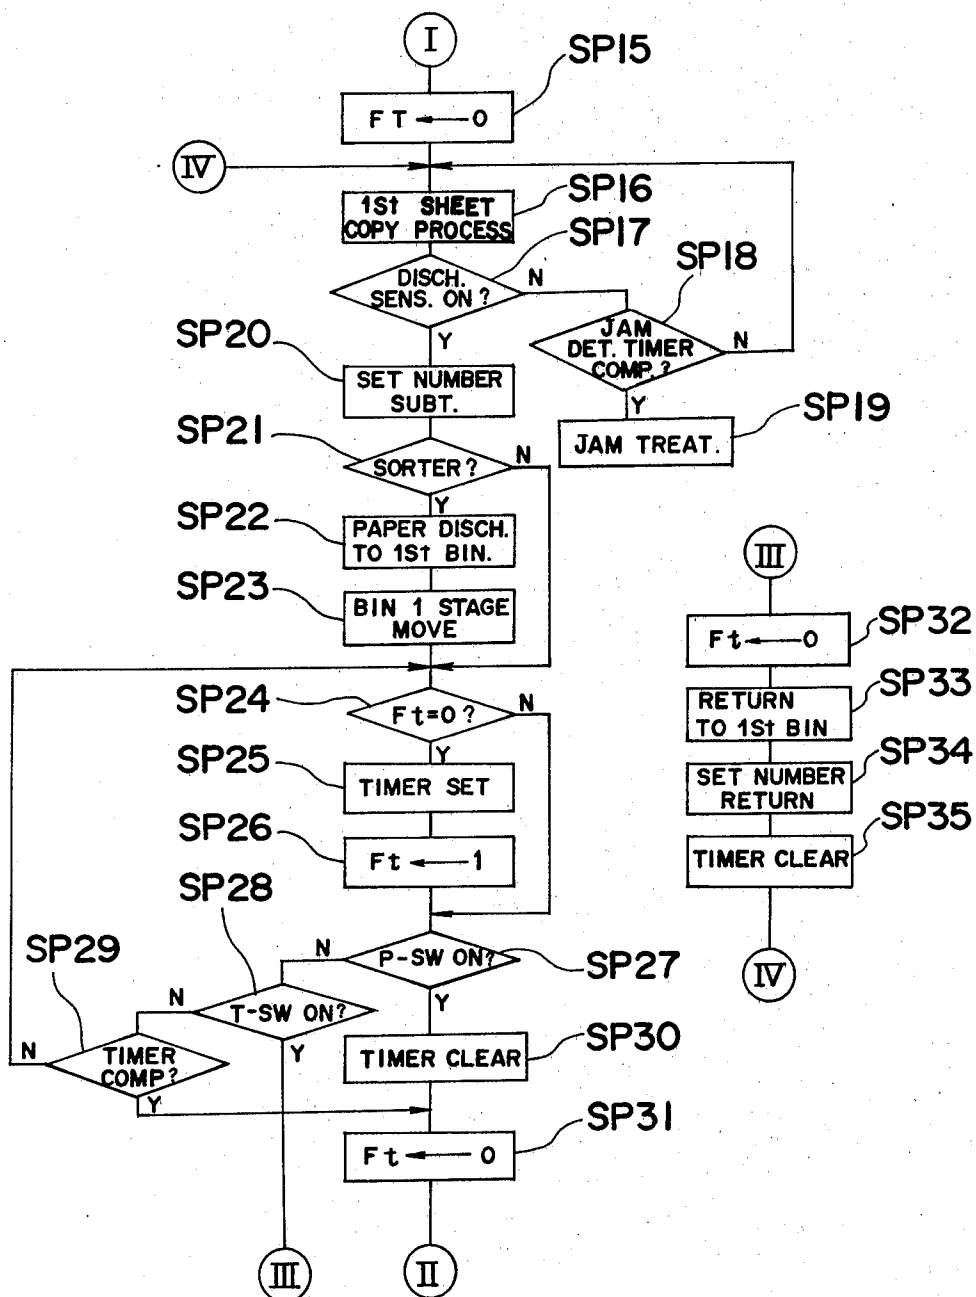 I
SP15
FT ← 0
IV
SP16
1St SHEET
COPY PROCESS
SP17
DISCH.
SENS. ON ?
N
Y
SP18
JAM
DET. TIMER
COMP. ?
N
Y
SP19
JAM TREAT.
SP20
SET NUMBER
SUBT.
SP21
SORTER ?
N
Y
SP22
PAPER DISCH.
TO 1St BIN.
SP23
BIN 1 STAGE
MOVE
SP24
Ft=0 ?
N
Y
SP25
TIMER SET
SP26
Ft ← 1
SP27
P-SW ON?
N
Y
SP28
T-SW ON?
N
Y
SP29
TIMER
COMP?
N
Y
SP30
TIMER CLEAR
SP31
Ft ← 0
III
II
III
SP32
Ft ← 0
SP33
RETURN
TO 1St BIN
SP34
SET NUMBER
RETURN
SP35
TIMER CLEAR
IV